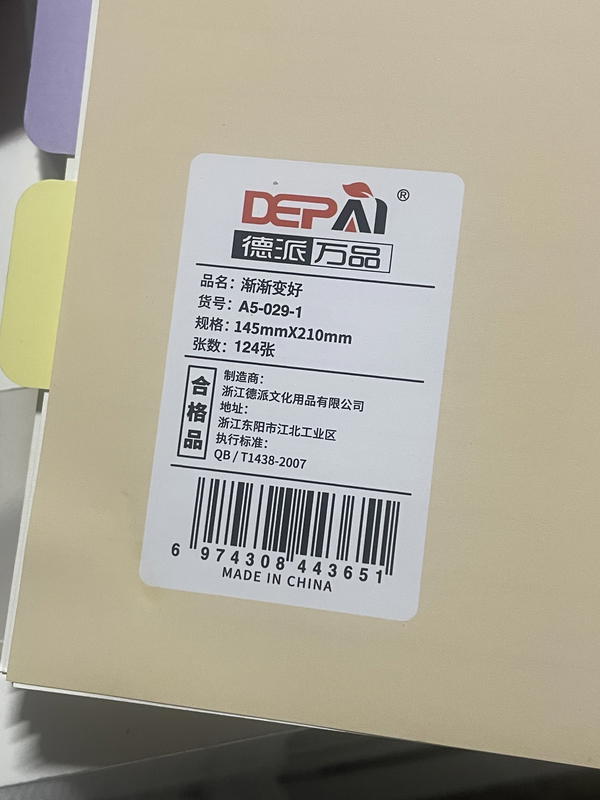 DEPAI®
德派万品
品名：渐渐变好
货号：A5-029-1
规格：145mmX210mm
张数：124张
合格品
制造商：
浙江德派文化用品有限公司
地址：
浙江东阳市江北工业区
执行标准：
QB/T1438-2007
6 974308 443651
MADE IN CHINA